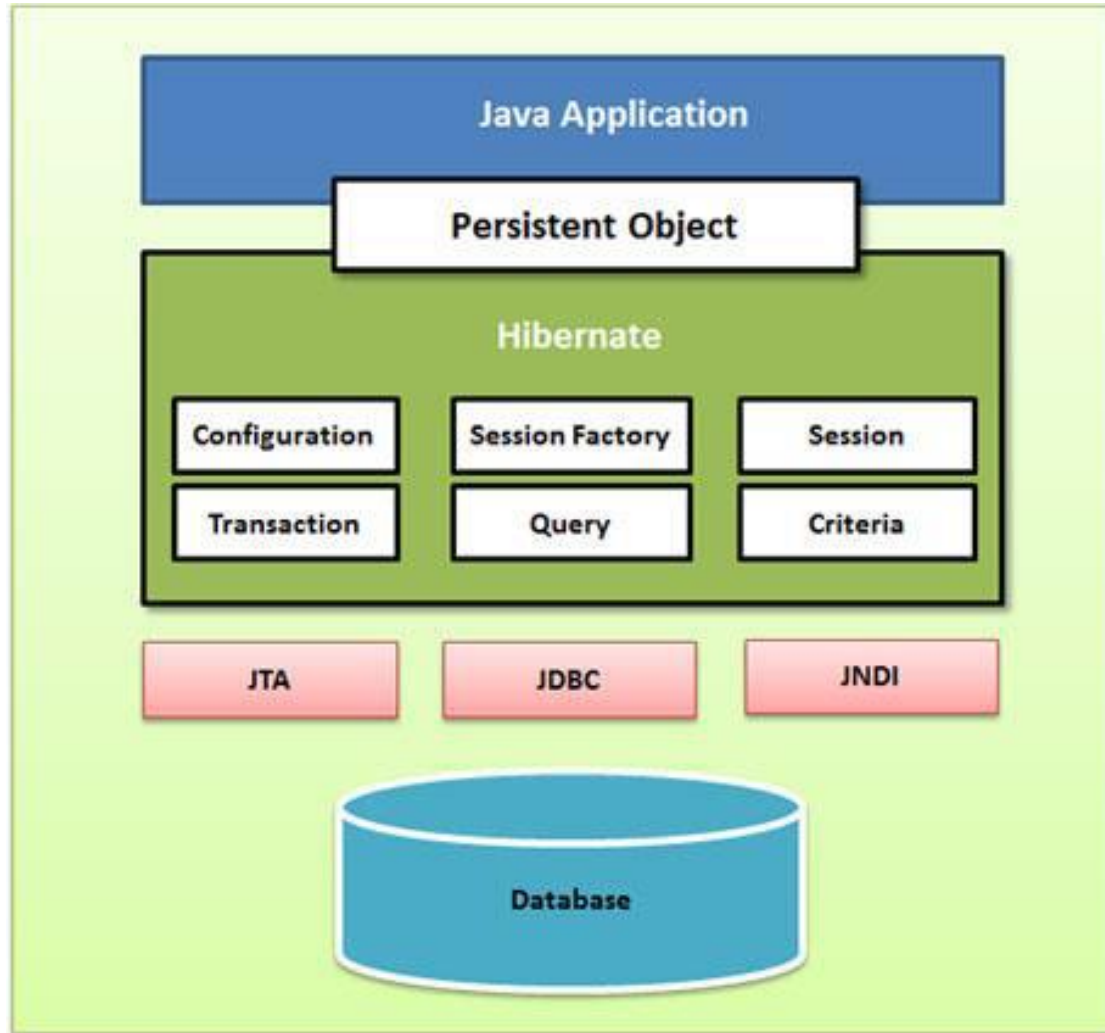 Java Application
Persistent Object
Hibernate
Configuration
Session Factory
Session
Transaction
Query
Criteria
JTA
JDBC
JNDI
Database